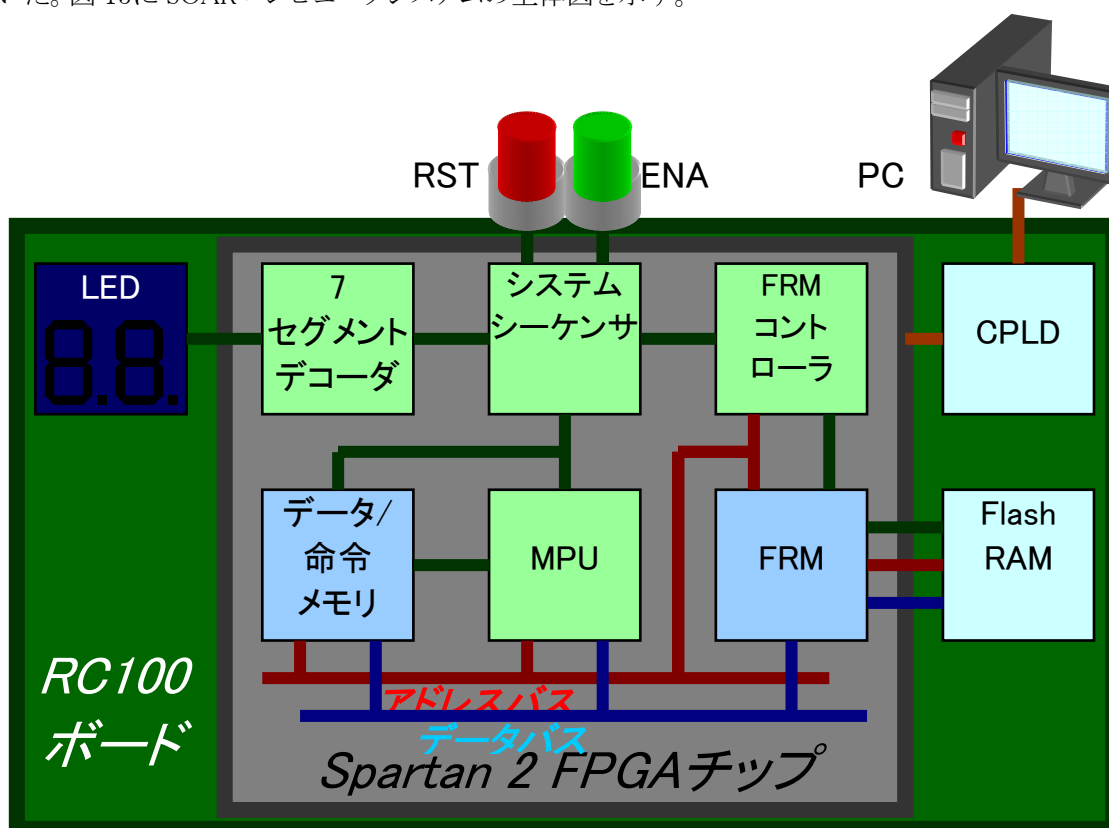 RST
ENA
PC
LED
7
セグメント
デコーダ
システム
シーケンサ
FRM
コント
ローラ
CPLD
データ/
命令
メモリ
MPU
FRM
Flash
RAM
RC100
ボード
アドレスバス
データバス
Spartan 2 FPGAチップ